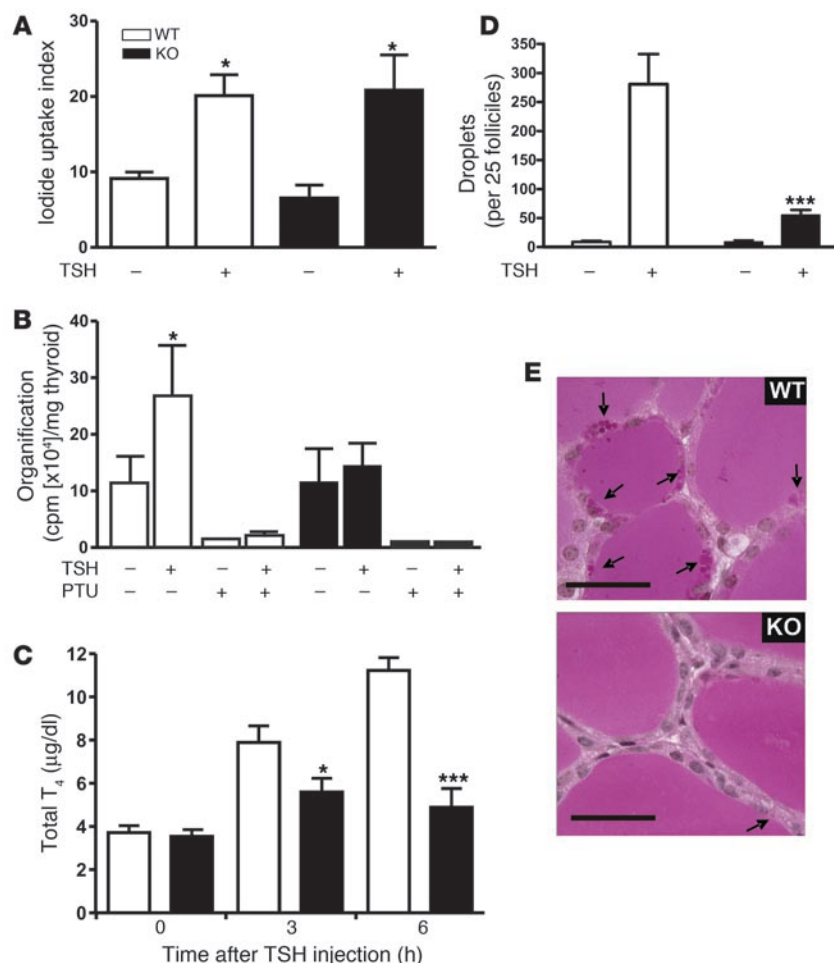 A
WT
KO
Iodide uptake index
30
20
10
0
*
*
TSH
– + – +
B
Organification
(cpm [x10⁴]/mg thyroid)
40
30
20
10
0
*
TSH – + – + – + – +
PTU – – + + – – + +
C
Total T₄ (µg/dl)
12
10
8
6
4
2
0
*
***
0 3 6
Time after TSH injection (h)
D
Droplets
(per 25 folliciles)
350
300
250
200
150
100
50
0
***
TSH – + – +
E
WT
KO